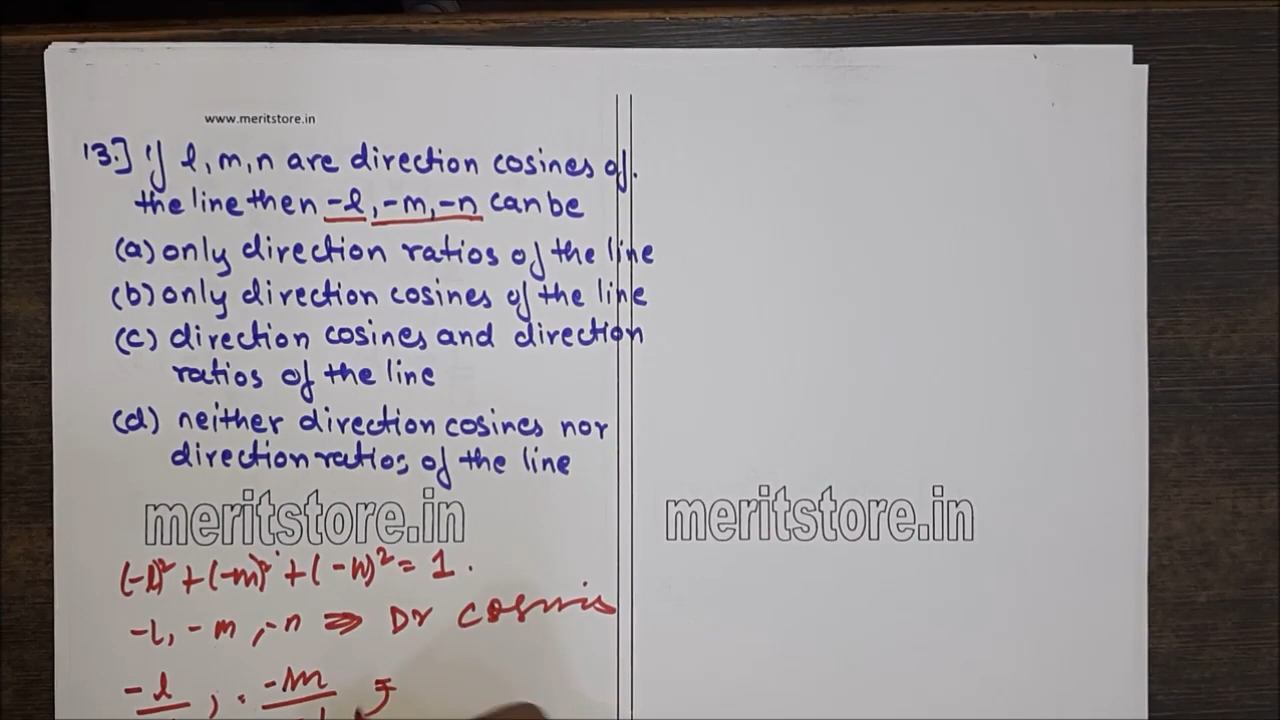 www.meritstore.in
13.] If l, m, n are direction cosines of
the line then -l, -m, -n can be
(a) only direction ratios of the line
(b) only direction cosines of the line
(c) direction cosines and direction
ratios of the line
(d) neither direction cosines nor
direction ratios of the line
meritstore.in
meritstore.in
(-l)² + (-m)² + (-n)² = 1.
-l, -m, -n ⇒ Dr
-l, -m